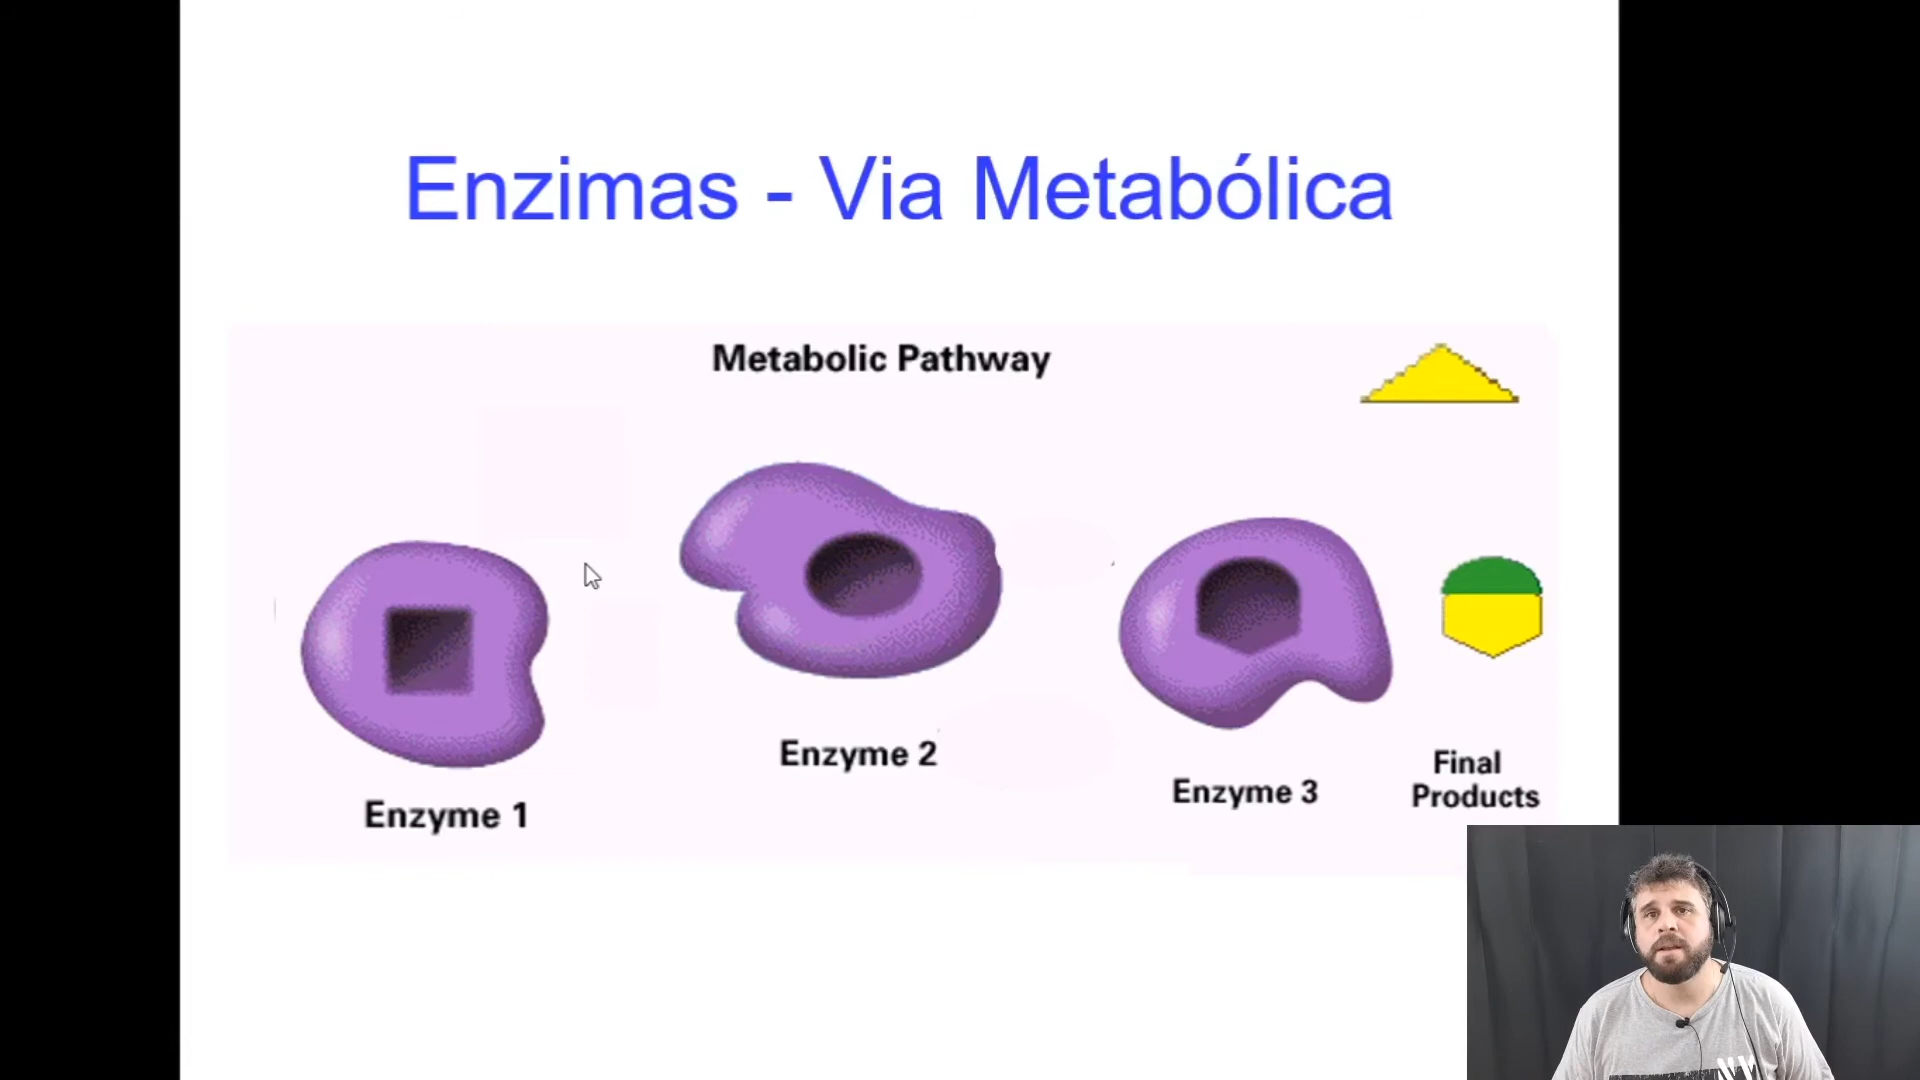 Enzimas - Via Metabólica
Metabolic Pathway
Enzyme 1
Enzyme 2
Enzyme 3
Final
Products